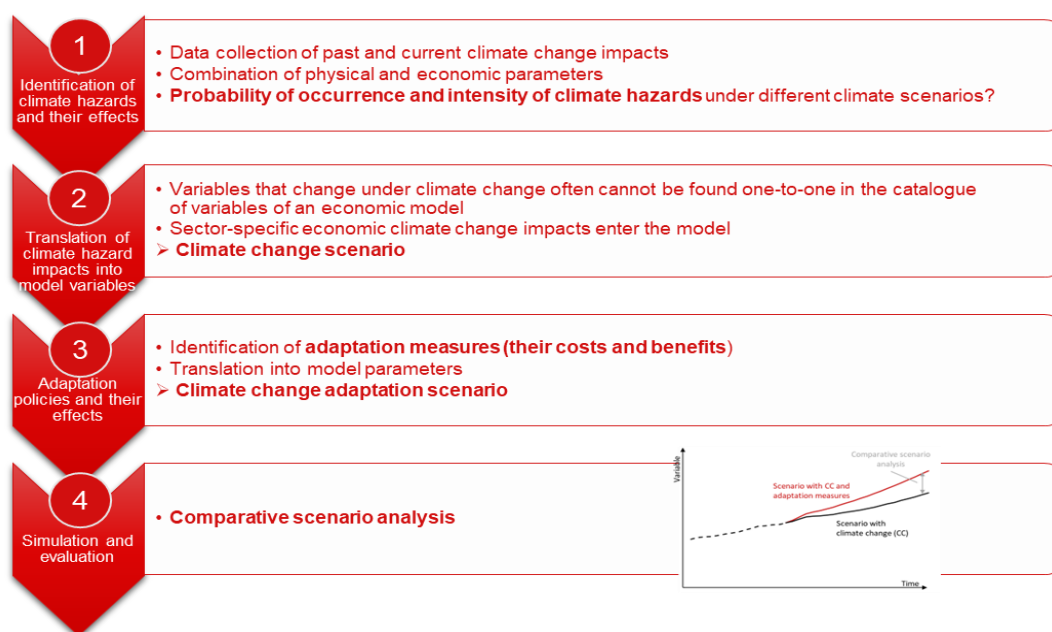 1
Identification of
climate hazards
and their effects
• Data collection of past and current climate change impacts
• Combination of physical and economic parameters
• Probability of occurrence and intensity of climate hazards under different climate scenarios?
2
Translation of
climate hazard
impacts into
model variables
• Variables that change under climate change often cannot be found one-to-one in the catalogue
of variables of an economic model
• Sector-specific economic climate change impacts enter the model
➢ Climate change scenario
3
Adaptation
policies and their
effects
• Identification of adaptation measures (their costs and benefits)
• Translation into model parameters
➢ Climate change adaptation scenario
4
Simulation and
evaluation
• Comparative scenario analysis
Variable
Comparative scenario
analysis
Scenario with CC and
adaptation measures
Scenario with
climate change (CC)
Time